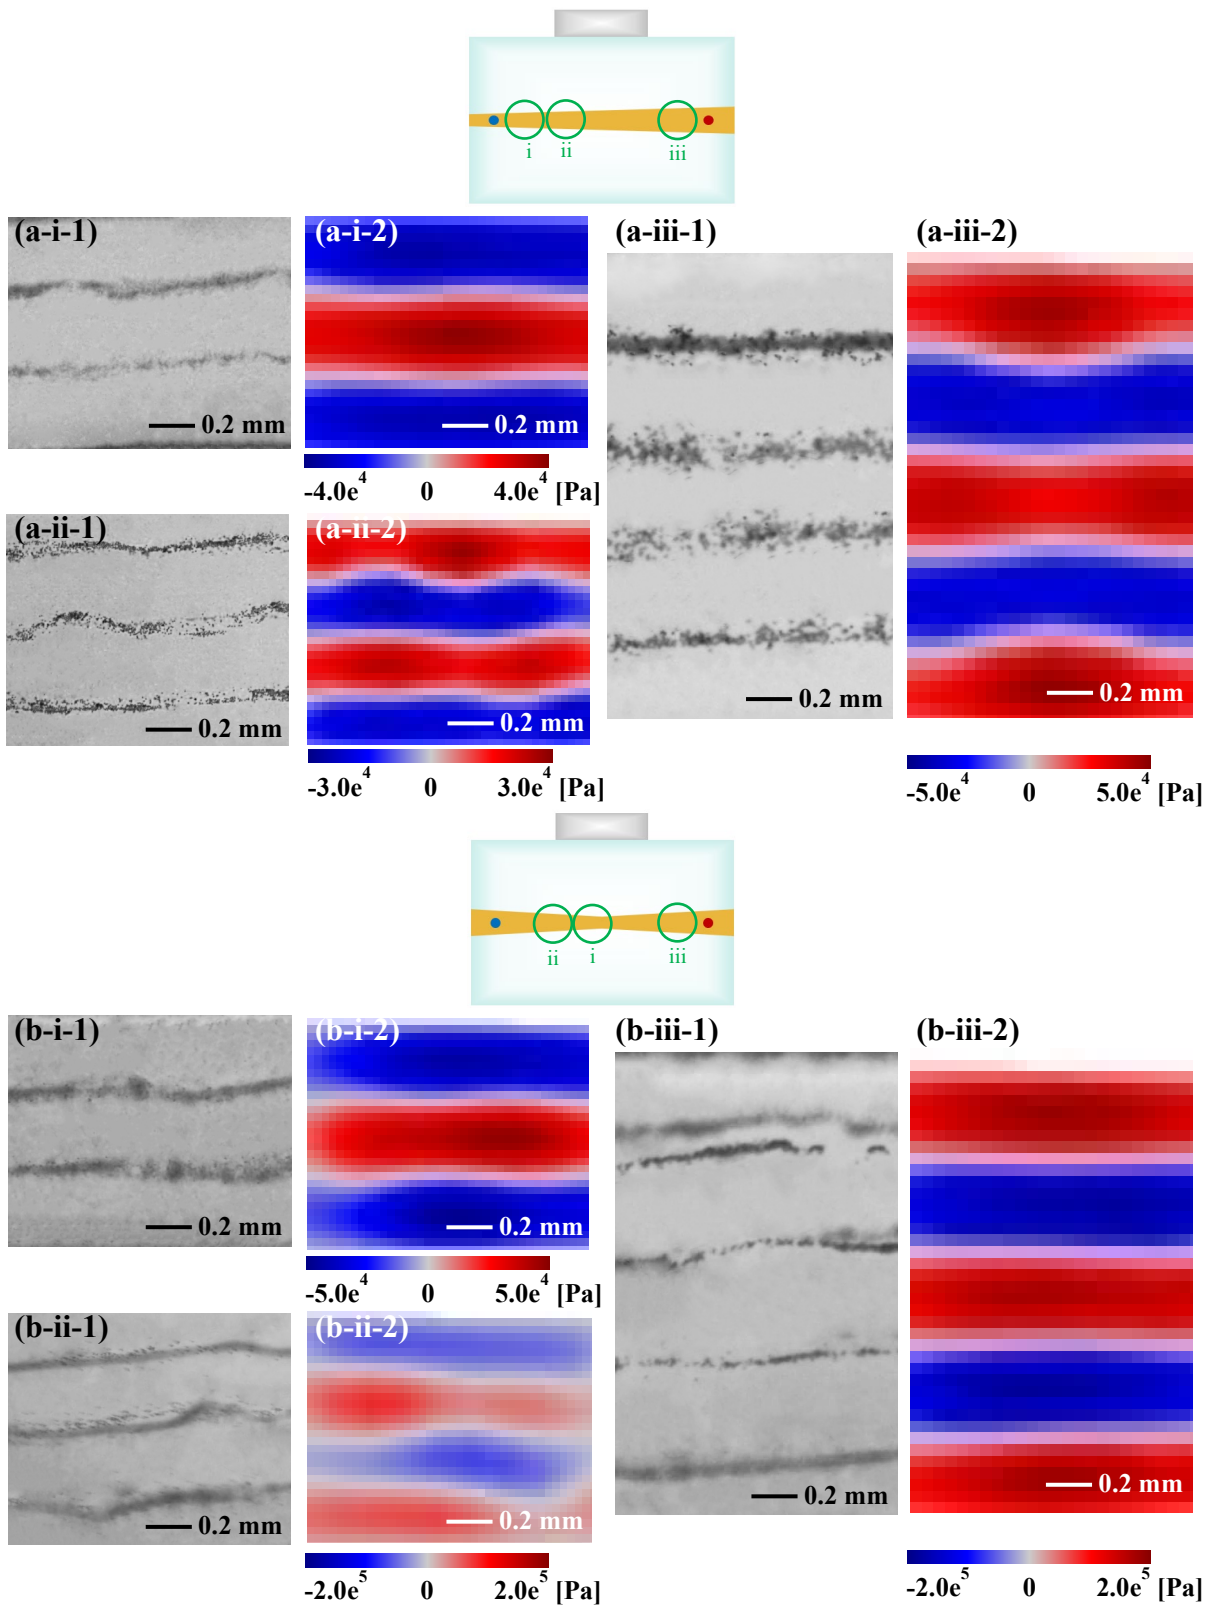 i
ii
iii
(a-i-1)
(a-i-2)
(a-iii-1)
(a-iii-2)
0.2 mm
0.2 mm
-4.0e⁴ 0 4.0e⁴ [Pa]
(a-ii-1)
(a-ii-2)
0.2 mm
0.2 mm
0.2 mm
0.2 mm
-3.0e⁴ 0 3.0e⁴ [Pa]
-5.0e⁴ 0 5.0e⁴ [Pa]
ii
i
iii
(b-i-1)
(b-i-2)
(b-iii-1)
(b-iii-2)
0.2 mm
0.2 mm
-5.0e⁴ 0 5.0e⁴ [Pa]
(b-ii-1)
(b-ii-2)
0.2 mm
0.2 mm
0.2 mm
0.2 mm
-2.0e⁵ 0 2.0e⁵ [Pa]
-2.0e⁵ 0 2.0e⁵ [Pa]